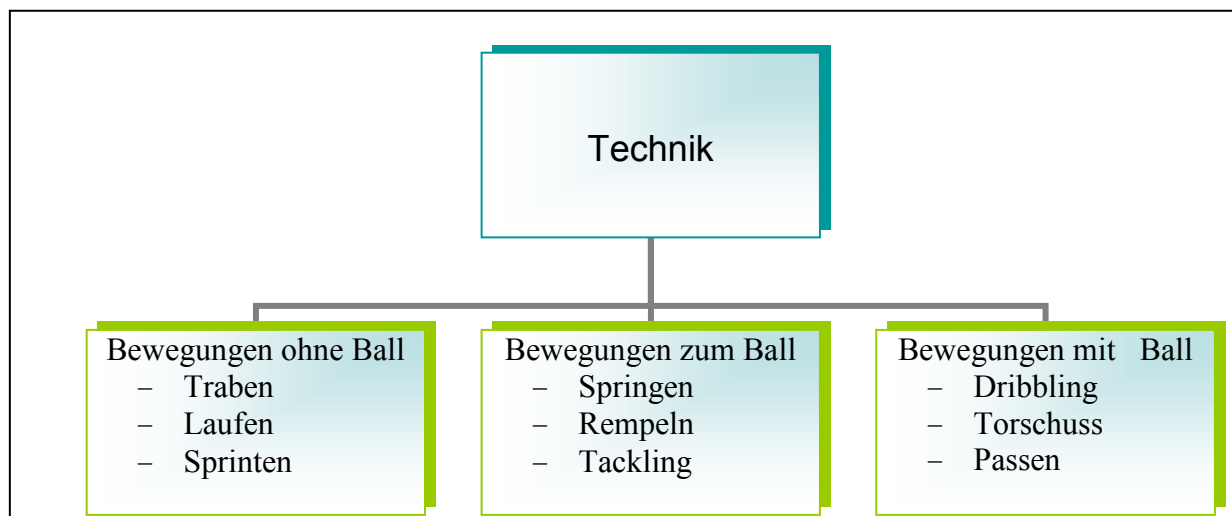 Technik
Bewegungen ohne Ball
– Traben
– Laufen
– Sprinten
Bewegungen zum Ball
– Springen
– Rempeln
– Tackling
Bewegungen mit Ball
– Dribbling
– Torschuss
– Passen